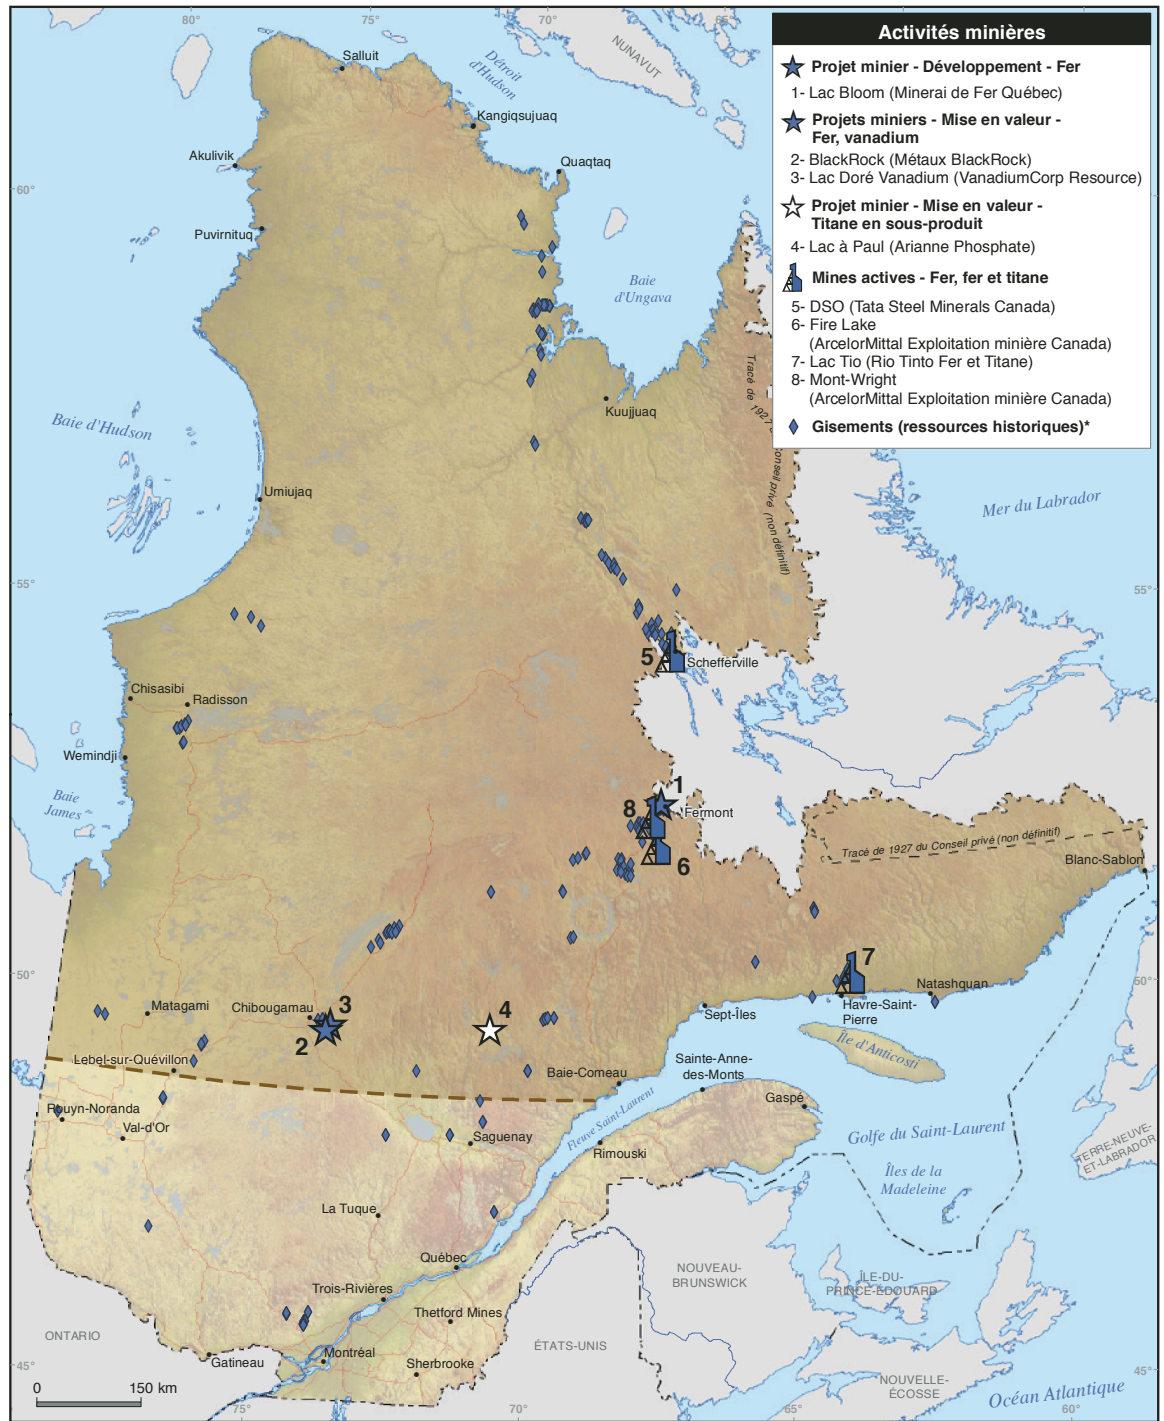 80°
75°
70°
Activités minières
Projet minier - Développement - Fer
1- Lac Bloom (Minerai de Fer Québec)
Projets miniers - Mise en valeur -
Fer, vanadium
2- BlackRock (Métaux BlackRock)
3- Lac Doré Vanadium (VanadiumCorp Resource)
Projet minier - Mise en valeur -
Titane en sous-produit
4- Lac à Paul (Arianne Phosphate)
Mines actives - Fer, fer et titane
5- DSO (Tata Steel Minerals Canada)
6- Fire Lake
(ArcelorMittal Exploitation minière Canada)
7- Lac Tio (Rio Tinto Fer et Titane)
8- Mont-Wright
(ArcelorMittal Exploitation minière Canada)
Gisements (ressources historiques)*
NUNAVUT
Détroit
d'Hudson
Salluit
Kangiqsujuaq
Akulivik
Quaqtaq
60°
Puvirnituq
Baie
d'Ungava
Tracé de 1927 du Conseil privé (non définitif)
Kuujjuaq
Baie d'Hudson
Umiujaq
Mer du Labrador
55°
55°
5
Schefferville
Chisasibi
Radisson
Wemindji
Baie
James
1
8
Fermont
6
Tracé de 1927 du Conseil privé (non définitif)
Blanc-Sablon
7
50°
50°
Natashquan
Matagami
Chibougamau
3
4
2
Sept-Îles
Havre-Saint-
Pierre
Île d'Anticosti
Lebel-sur-Quévillon
Baie-Comeau
Sainte-Anne-
des-Monts
Gaspé
Rouyn-Noranda
Val-d'Or
Saguenay
Fleuve Saint-Laurent
Rimouski
Golfe du Saint-Laurent
TERRE-NEUVE-
ET-LABRADOR
Îles de la
Madeleine
La Tuque
Québec
NOUVEAU-
BRUNSWICK
ÎLE-DU-
PRINCE-ÉDOUARD
Trois-Rivières
Thetford Mines
ONTARIO
Gatineau
Montréal
ÉTATS-UNIS
Sherbrooke
45°
45°
NOUVELLE-
ÉCOSSE
Océan Atlantique
0
150 km
75°
70°
65°
60°